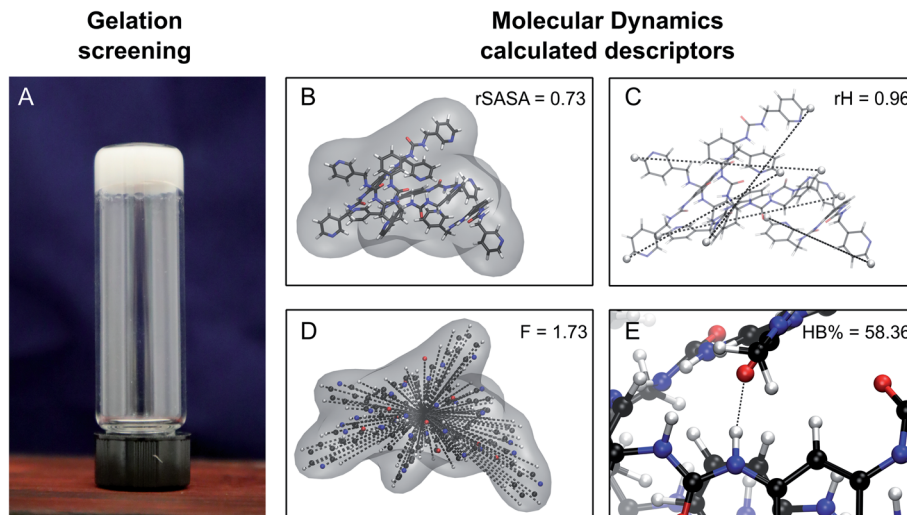 Gelation
screening
Molecular Dynamics
calculated descriptors
A
B
rSASA = 0.73
C
rH = 0.96
D
F = 1.73
E
HB% = 58.36